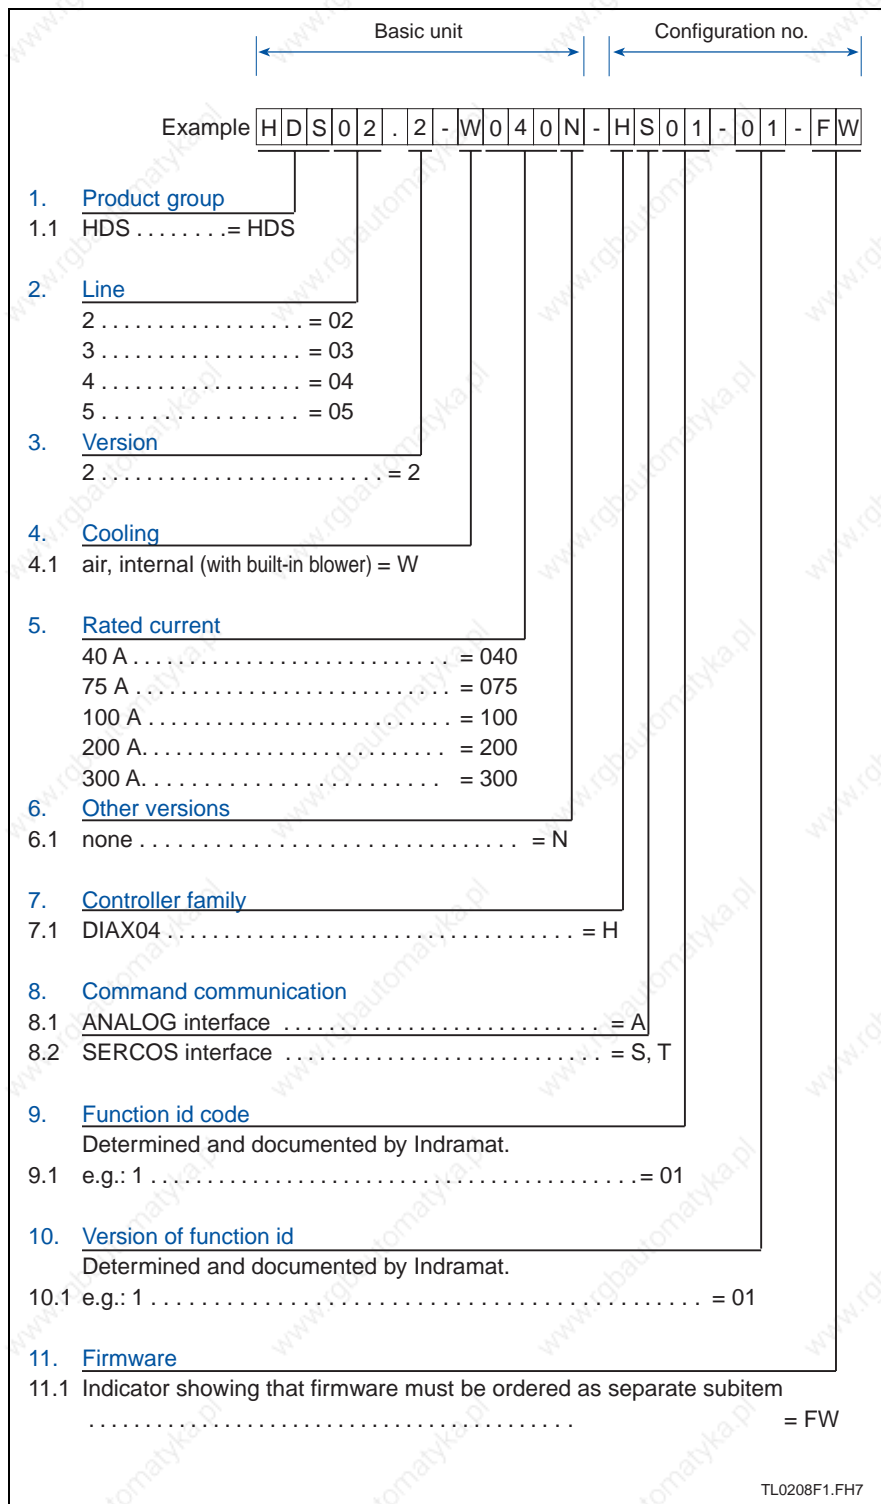 Basic unit Configuration no.
Example HDS02.2-W040N-HS01-01-FW
1. Product group
1.1 HDS . . . . . . . .= HDS
2. Line
2 . . . . . . . . . . . . . . . . . . = 02
3 . . . . . . . . . . . . . . . . . . = 03
4 . . . . . . . . . . . . . . . . . . = 04
5 . . . . . . . . . . . . . . . . . . = 05
3. Version
2 . . . . . . . . . . . . . . . . . . . . . . . . . = 2
4. Cooling
4.1 air, internal (with built-in blower) = W
5. Rated current
40 A . . . . . . . . . . . . . . . . . . . . . . . . . . . . = 040
75 A . . . . . . . . . . . . . . . . . . . . . . . . . . . . = 075
100 A . . . . . . . . . . . . . . . . . . . . . . . . . . . = 100
200 A. . . . . . . . . . . . . . . . . . . . . . . . . . . = 200
300 A. . . . . . . . . . . . . . . . . . . . . . . . . . . = 300
6. Other versions
6.1 none . . . . . . . . . . . . . . . . . . . . . . . . . . . . . . . . . . = N
7. Controller family
7.1 DIAX04 . . . . . . . . . . . . . . . . . . . . . . . . . . . . . . . . . . . . = H
8. Command communication
8.1 ANALOG interface . . . . . . . . . . . . . . . . . . . . . . . . . . . . = A
8.2 SERCOS interface . . . . . . . . . . . . . . . . . . . . . . . . . . . . = S, T
9. Function id code
Determined and documented by Indramat.
9.1 e.g.: 1 . . . . . . . . . . . . . . . . . . . . . . . . . . . . . . . . . . . . . . . . . . .= 01
10. Version of function id
Determined and documented by Indramat.
10.1 e.g.: 1 . . . . . . . . . . . . . . . . . . . . . . . . . . . . . . . . . . . . . . . . . . . . . . . . . = 01
11. Firmware
11.1 Indicator showing that firmware must be ordered as separate subitem
. . . . . . . . . . . . . . . . . . . . . . . . . . . . . . . . . . . . . . . . . . . = FW
TL0208F1.FH7
www.rgbautomatyka.pl